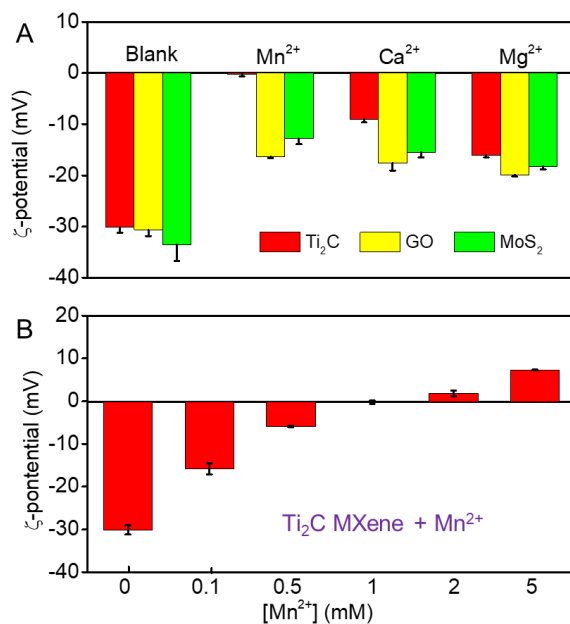 A
Blank Mn²⁺ Ca²⁺ Mg²⁺
10
0
-10
-20
-30
-40
ζ-potential (mV)
Ti₂C GO MoS₂
B
20
10
0
-10
-20
-30
-40
ζ-pontential (mV)
Ti₂C MXene + Mn²⁺
0 0.1 0.5 1 2 5
[Mn²⁺] (mM)